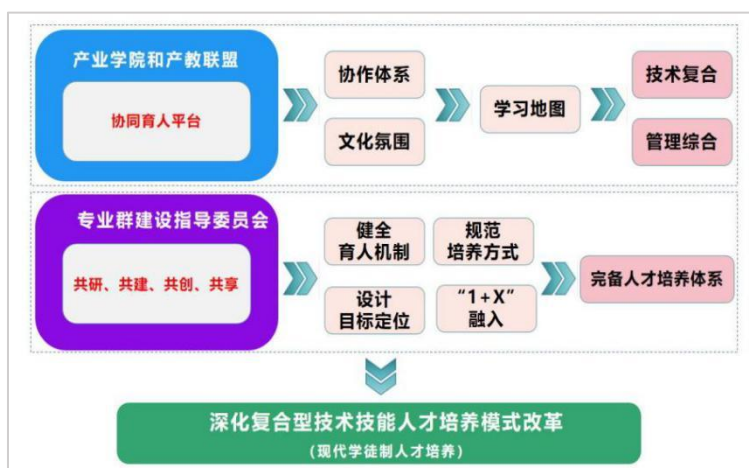 产业学院和产教联盟
协同育人平台
协作体系
文化氛围
学习地图
技术复合
管理综合
专业群建设指导委员会
共研、共建、共创、共享
健全
育人机制
规范
培养方式
设计
目标定位
“1+X”
融入
完备人才培养体系
深化复合型技术技能人才培养模式改革
(现代学徒制人才培养)